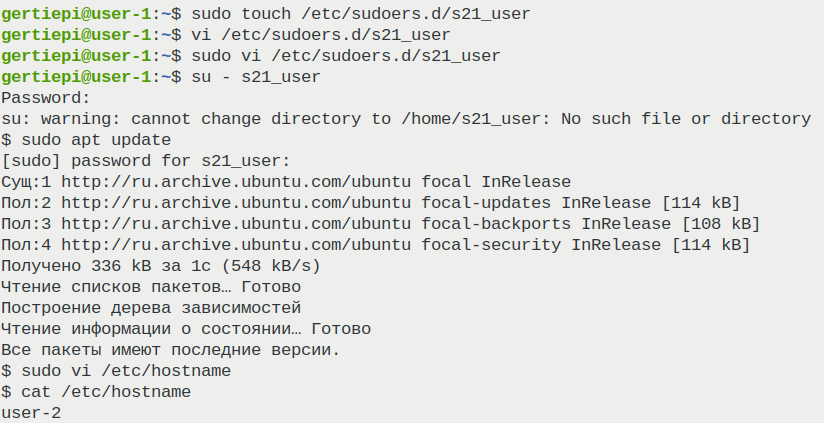 gertiepi@user-1:~$ sudo touch /etc/sudoers.d/s21_user
gertiepi@user-1:~$ vi /etc/sudoers.d/s21_user
gertiepi@user-1:~$ sudo vi /etc/sudoers.d/s21_user
gertiepi@user-1:~$ su - s21_user
Password:
su: warning: cannot change directory to /home/s21_user: No such file or directory
$ sudo apt update
[sudo] password for s21_user:
Сущ:1 http://ru.archive.ubuntu.com/ubuntu focal InRelease
Пол:2 http://ru.archive.ubuntu.com/ubuntu focal-updates InRelease [114 kB]
Пол:3 http://ru.archive.ubuntu.com/ubuntu focal-backports InRelease [108 kB]
Пол:4 http://ru.archive.ubuntu.com/ubuntu focal-security InRelease [114 kB]
Получено 336 kB за 1с (548 kB/s)
Чтение списков пакетов… Готово
Построение дерева зависимостей
Чтение информации о состоянии… Готово
Все пакеты имеют последние версии.
$ sudo vi /etc/hostname
$ cat /etc/hostname
user-2